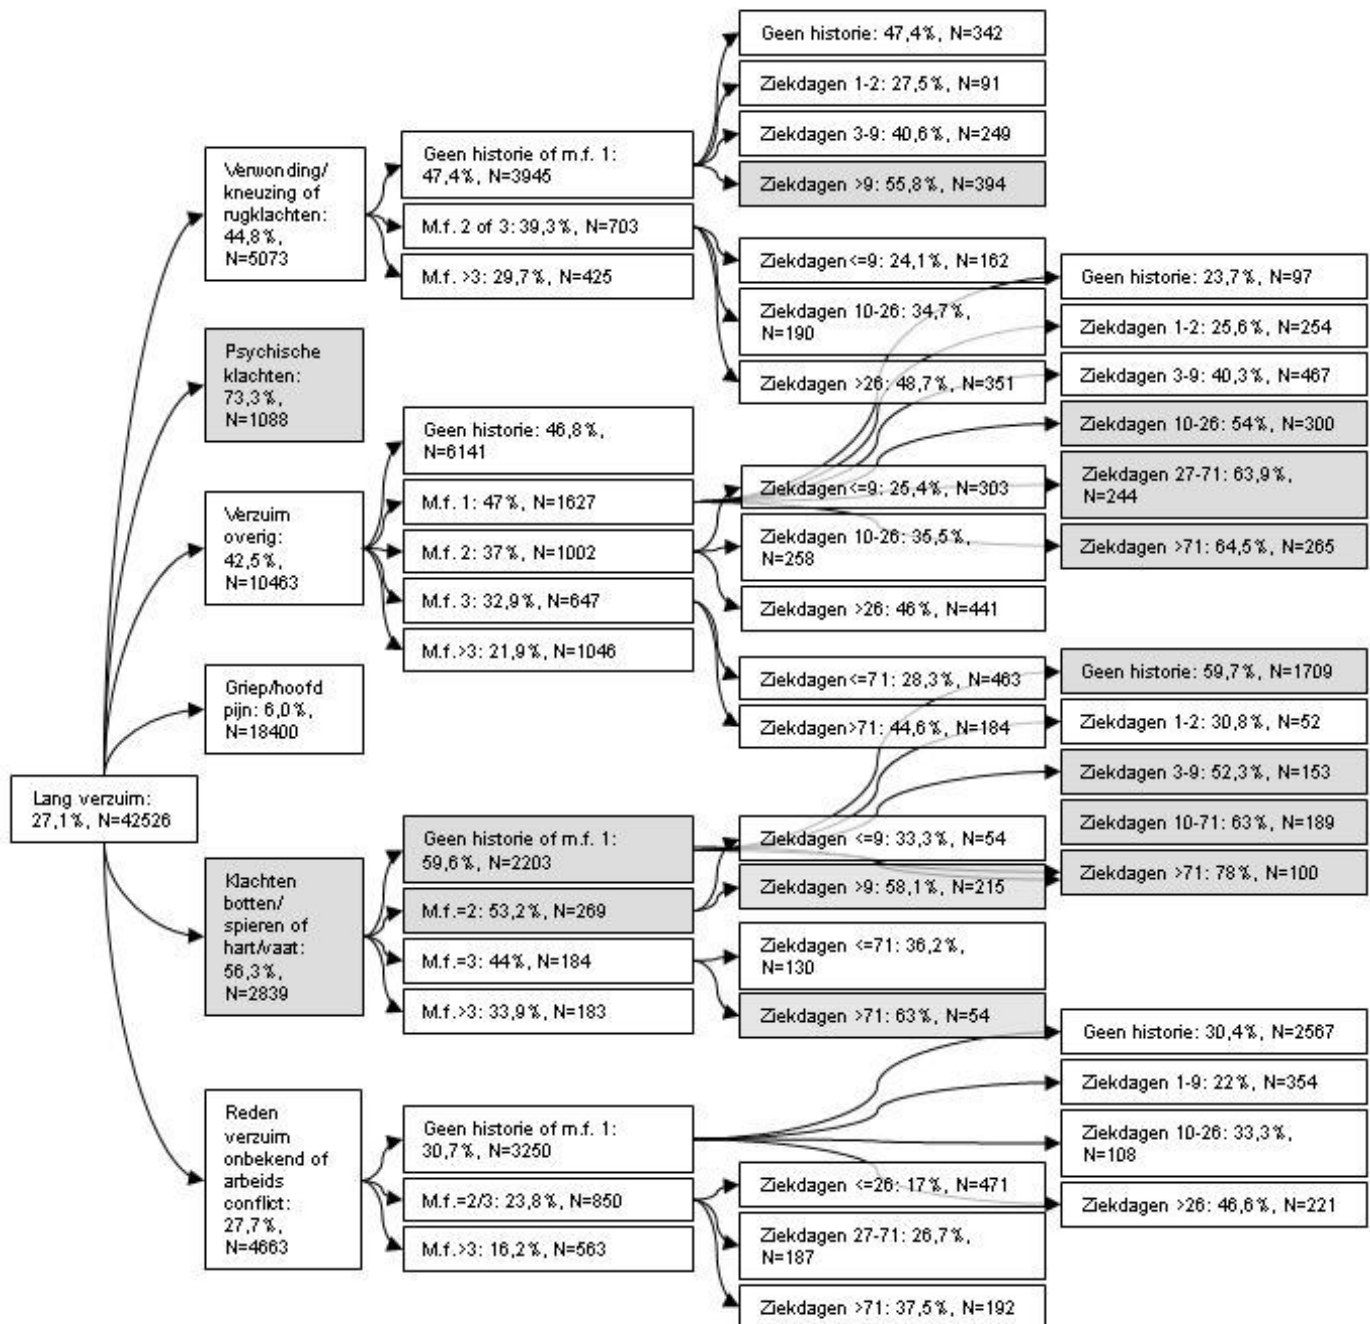 Lang verzuim:
27,1%, N=42526
Verwonding/
kneuzing of
rugklachten:
44,8%,
N=5073
Psychische
klachten:
73,3%,
N=1088
Verzuim
overig:
42,5%,
N=10463
Griep/hoofd
pijn: 6,0%,
N=18400
Klachten
botten/
spieren of
hart/vaat:
56,3%,
N=2839
Reden
verzuim
onbekend of
arbeids
conflict:
27,7%,
N=4663
Geen historie of m.f. 1:
47,4%, N=3945
M.f. 2 of 3: 39,3%, N=703
M.f. >3: 29,7%, N=425
Geen historie: 46,8%,
N=6141
M.f. 1: 47%, N=1627
M.f. 2: 37%, N=1002
M.f. 3: 32,9%, N=647
M.f.>3: 21,9%, N=1046
Geen historie of m.f. 1:
59,6%, N=2203
M.f.=2: 53,2%, N=269
M.f.=3: 44%, N=184
M.f.>3: 33,9%, N=183
Geen historie of m.f. 1:
30,7%, N=3250
M.f.=2/3: 23,8%, N=850
M.f.>3: 16,2%, N=563
Geen historie: 47,4%, N=342
Ziekdagen 1-2: 27,5%, N=91
Ziekdagen 3-9: 40,6%, N=249
Ziekdagen >9: 55,8%, N=394
Ziekdagen<=9: 24,1%, N=162
Ziekdagen 10-26: 34,7%,
N=190
Ziekdagen >26: 48,7%, N=351
Ziekdagen<=9: 25,4%, N=303
Ziekdagen 10-26: 35,5%,
N=258
Ziekdagen >26: 46%, N=441
Ziekdagen<=71: 28,3%, N=463
Ziekdagen>71: 44,6%, N=184
Ziekdagen <=9: 33,3%, N=54
Ziekdagen >9: 58,1%, N=215
Ziekdagen <=71: 36,2%,
N=130
Ziekdagen >71: 63%, N=54
Ziekdagen <=26: 17%, N=471
Ziekdagen 27-71: 26,7%,
N=187
Ziekdagen >71: 37,5%, N=192
Geen historie: 23,7%, N=97
Ziekdagen 1-2: 25,6%, N=254
Ziekdagen 3-9: 40,3%, N=467
Ziekdagen 10-26: 54%, N=300
Ziekdagen 27-71: 63,9%,
N=244
Ziekdagen >71: 64,5%, N=265
Geen historie: 59,7%, N=1709
Ziekdagen 1-2: 30,8%, N=52
Ziekdagen 3-9: 52,3%, N=153
Ziekdagen 10-71: 63%, N=189
Ziekdagen >71: 78%, N=100
Geen historie: 30,4%, N=2567
Ziekdagen 1-9: 22%, N=354
Ziekdagen 10-26: 33,3%,
N=108
Ziekdagen >26: 46,6%, N=221